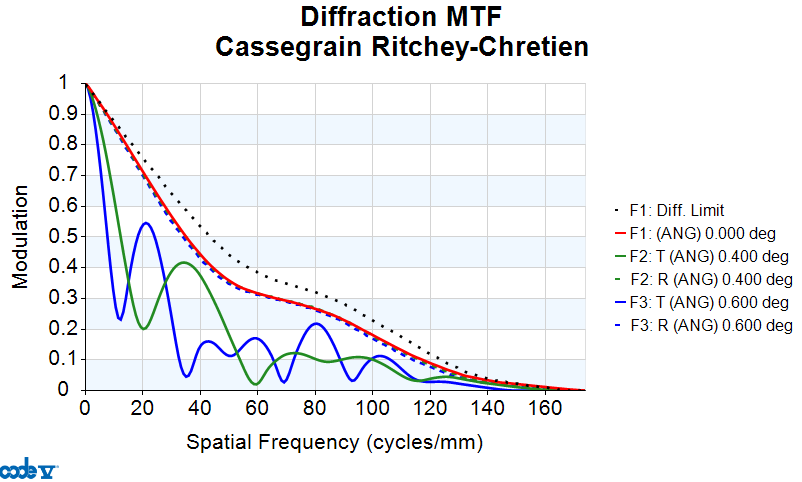 Diffraction MTF
Cassegrain Ritchey-Chretien
Modulation
1
0.9
0.8
0.7
0.6
0.5
0.4
0.3
0.2
0.1
0
0 20 40 60 80 100 120 140 160
Spatial Frequency (cycles/mm)
F1: Diff. Limit
F1: (ANG) 0.000 deg
F2: T (ANG) 0.400 deg
F2: R (ANG) 0.400 deg
F3: T (ANG) 0.600 deg
F3: R (ANG) 0.600 deg
code V